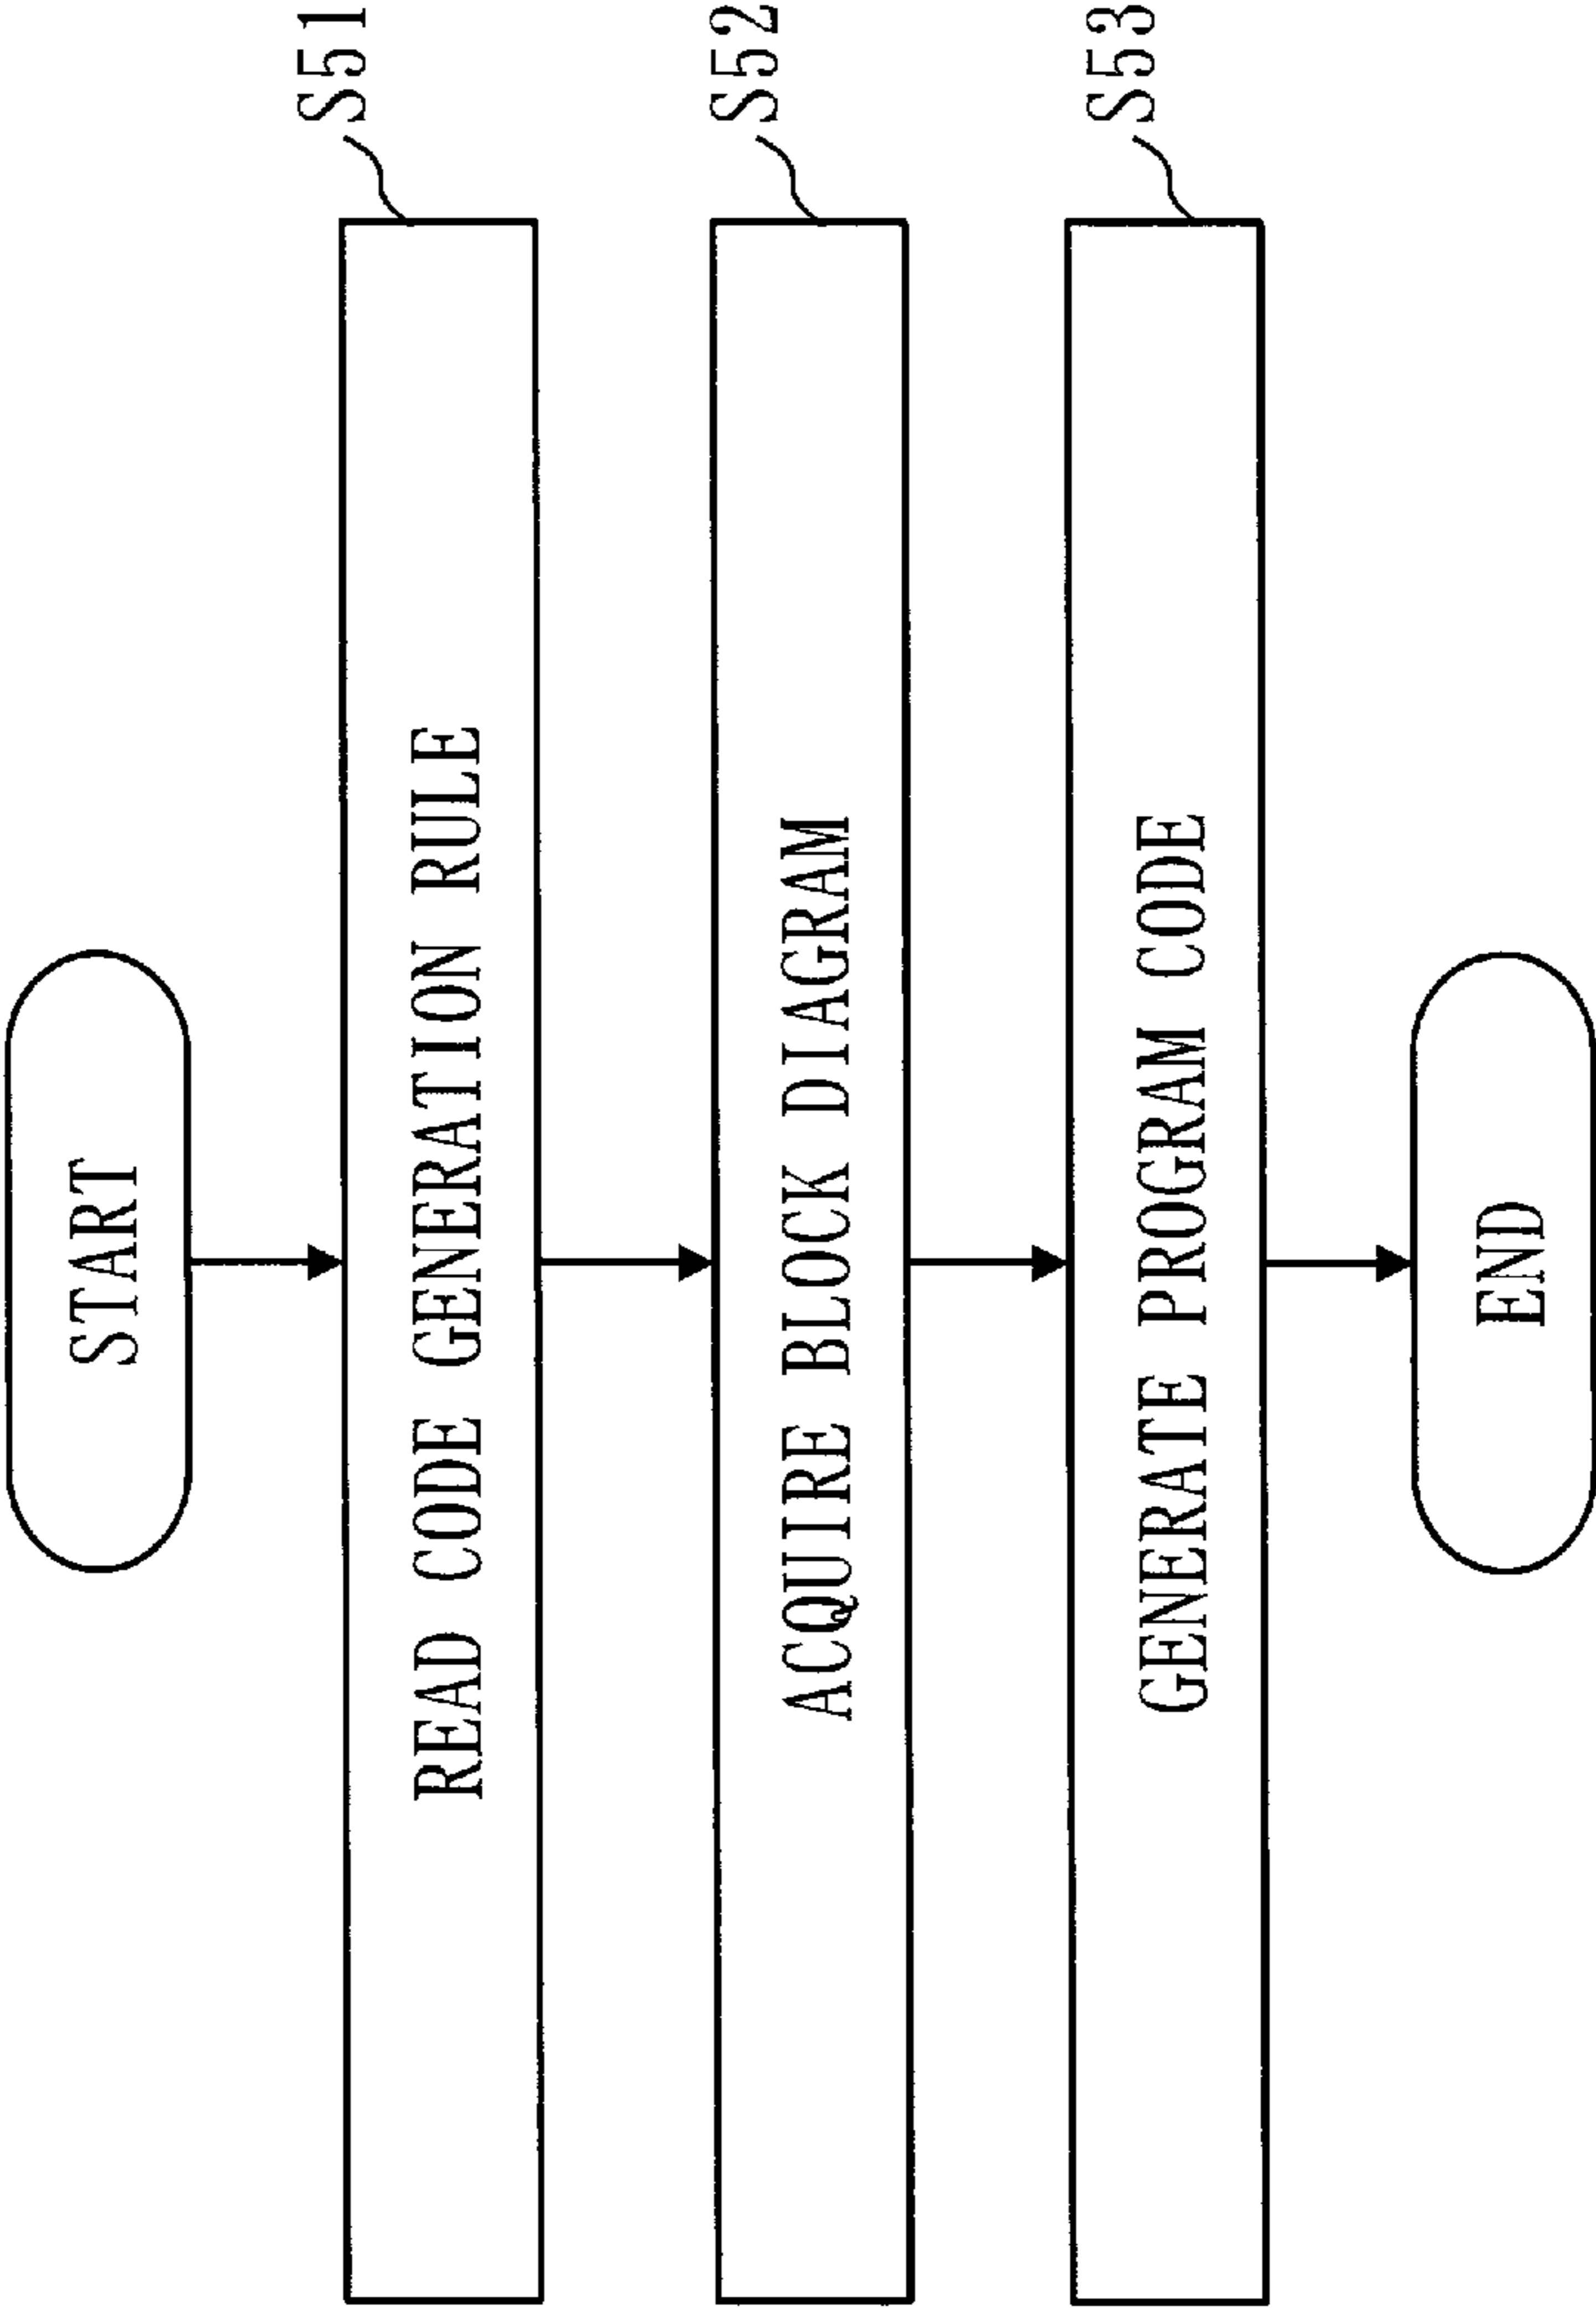 START
S51
READ CODE GENERATION RULE
S52
ACQUIRE BLOCK DIAGRAM
S53
GENERATE PROGRAM CODE
END